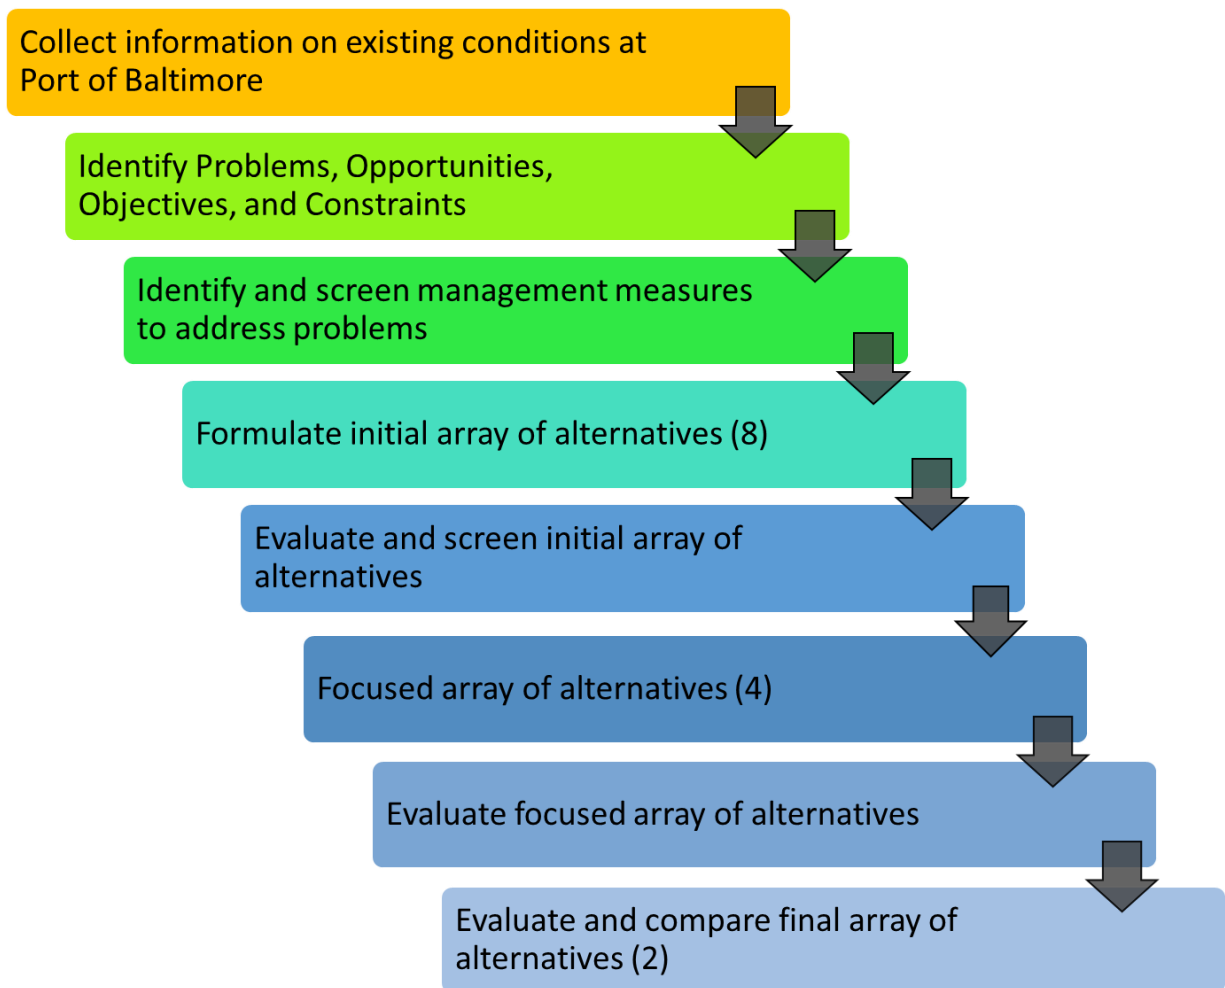 Collect information on existing conditions at
Port of Baltimore
Identify Problems, Opportunities,
Objectives, and Constraints
Identify and screen management measures
to address problems
Formulate initial array of alternatives (8)
Evaluate and screen initial array of
alternatives
Focused array of alternatives (4)
Evaluate focused array of alternatives
Evaluate and compare final array of
alternatives (2)